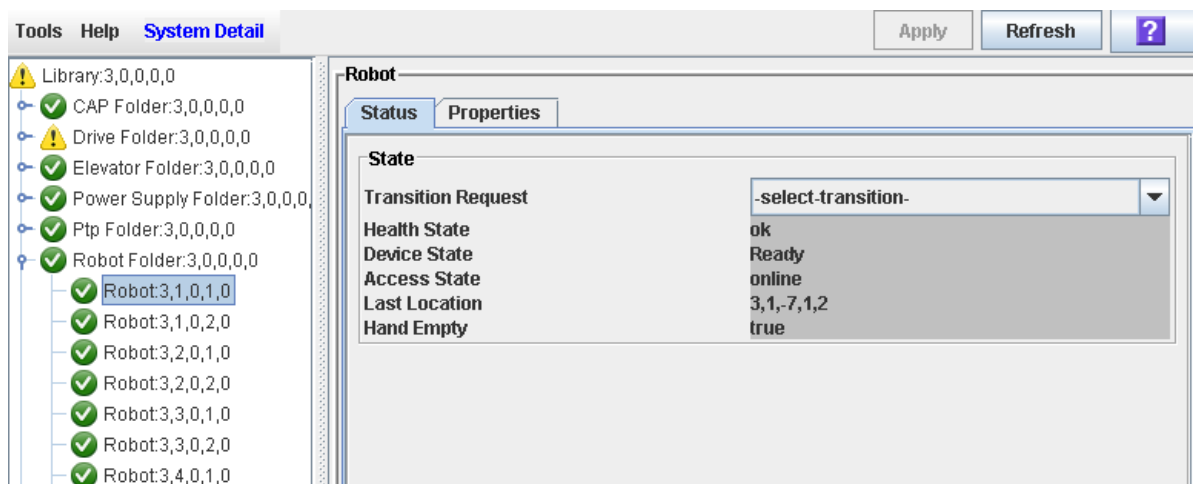 Tools Help System Detail Apply Refresh ?
Library:3,0,0,0,0
CAP Folder:3,0,0,0,0
Drive Folder:3,0,0,0,0
Elevator Folder:3,0,0,0,0
Power Supply Folder:3,0,0,0,
Ptp Folder:3,0,0,0,0
Robot Folder:3,0,0,0,0
Robot:3,1,0,1,0
Robot:3,1,0,2,0
Robot:3,2,0,1,0
Robot:3,2,0,2,0
Robot:3,3,0,1,0
Robot:3,3,0,2,0
Robot:3,4,0,1,0
Robot
Status Properties
State
Transition Request -select-transition-
Health State ok
Device State Ready
Access State online
Last Location 3,1,-7,1,2
Hand Empty true